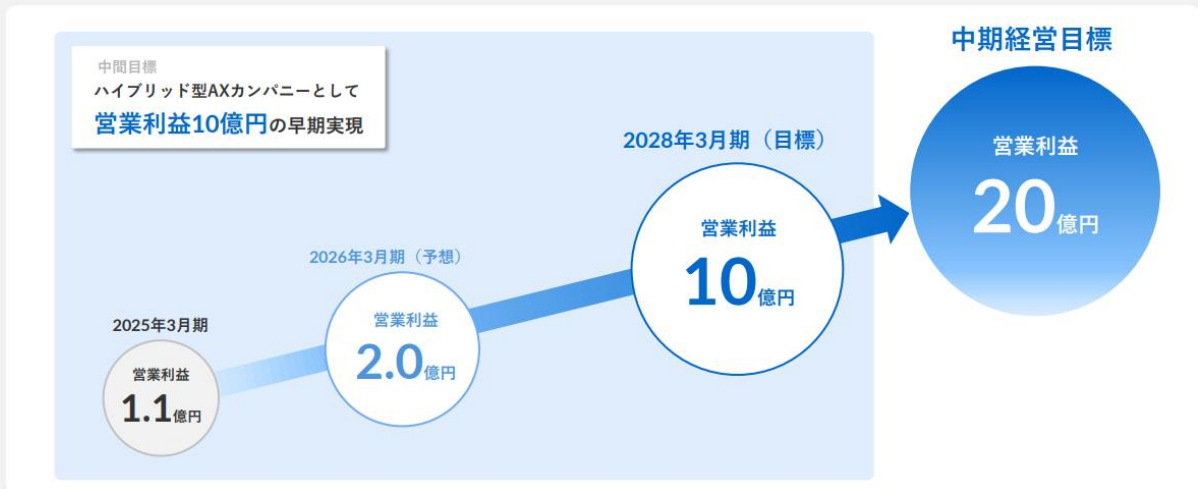 中期経営目標
営業利益
20億円
中間目標
ハイブリッド型AXカンパニーとして
営業利益10億円の早期実現
2028年3月期（目標）
営業利益
10億円
2026年3月期（予想）
営業利益
2.0億円
2025年3月期
営業利益
1.1億円